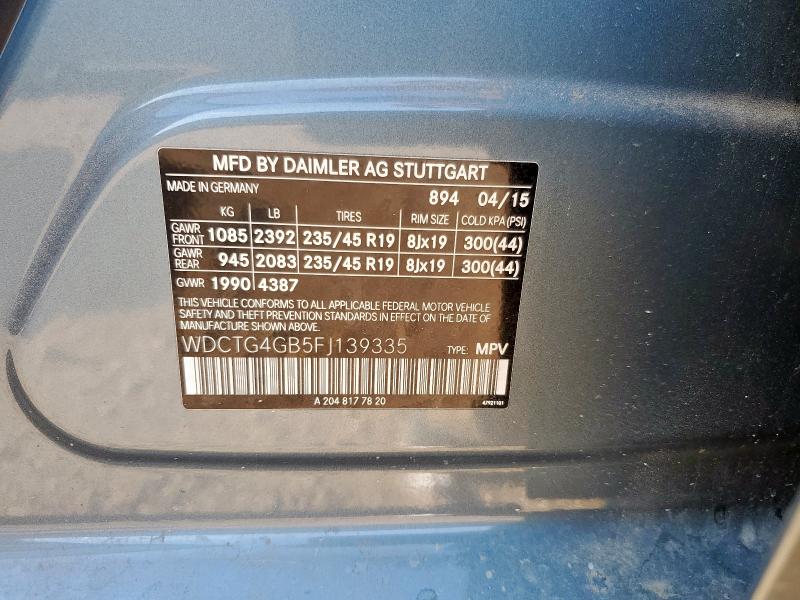 MFD BY DAIMLER AG STUTTGART
MADE IN GERMANY 894 04/15
KG LB TIRES RIM SIZE COLD KPA (PSI)
GAWR FRONT 1085 2392 235/45 R19 8Jx19 300(44)
GAWR REAR 945 2083 235/45 R19 8Jx19 300(44)
GVWR 1990 4387
THIS VEHICLE CONFORMS TO ALL APPLICABLE FEDERAL MOTOR VEHICLE
SAFETY AND THEFT PREVENTION STANDARDS IN EFFECT ON THE DATE OF
MANUFACTURE SHOWN ABOVE.
WDCTG4GB5FJ139335 TYPE: MPV
A 204 817 78 20 47921101